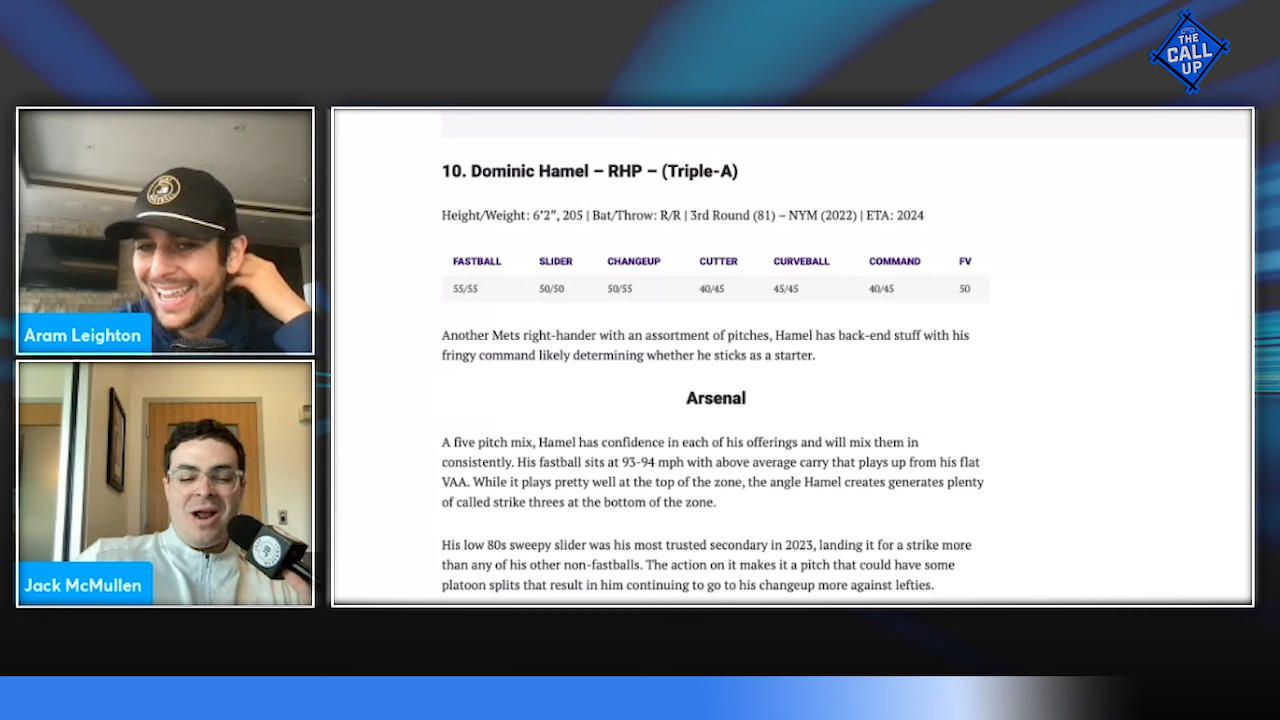 THE
CALL
UP
Aram Leighton
Jack McMullen
10. Dominic Hamel – RHP – (Triple-A)
Height/Weight: 6’2″, 205 | Bat/Throw: R/R | 3rd Round (81) – NYM (2022) | ETA: 2024
FASTBALL SLIDER CHANGEUP CUTTER CURVEBALL COMMAND FV
55/55 50/50 50/55 40/45 45/45 40/45 50
Another Mets right-hander with an assortment of pitches, Hamel has back-end stuff with his
fringy command likely determining whether he sticks as a starter.
Arsenal
A five pitch mix, Hamel has confidence in each of his offerings and will mix them in
consistently. His fastball sits at 93-94 mph with above average carry that plays up from his flat
VAA. While it plays pretty well at the top of the zone, the angle Hamel creates generates plenty
of called strike threes at the bottom of the zone.
His low 80s sweepy slider was his most trusted secondary in 2023, landing it for a strike more
than any of his other non-fastballs. The action on it makes it a pitch that could have some
platoon splits that result in him continuing to go to his changeup more against lefties.